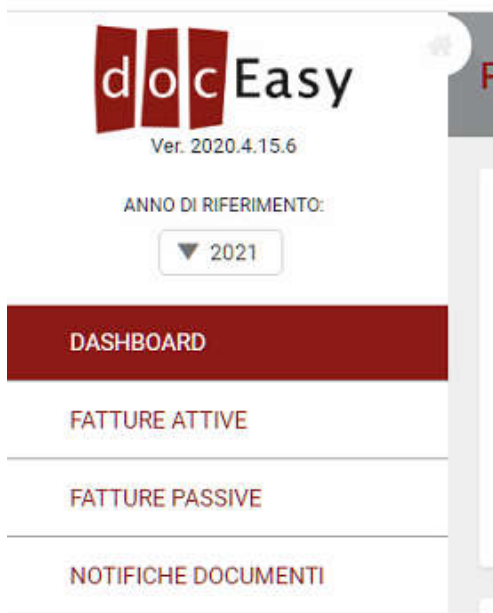 docEasy
Ver. 2020.4.15.6
ANNO DI RIFERIMENTO:
▼ 2021
DASHBOARD
FATTURE ATTIVE
FATTURE PASSIVE
NOTIFICHE DOCUMENTI